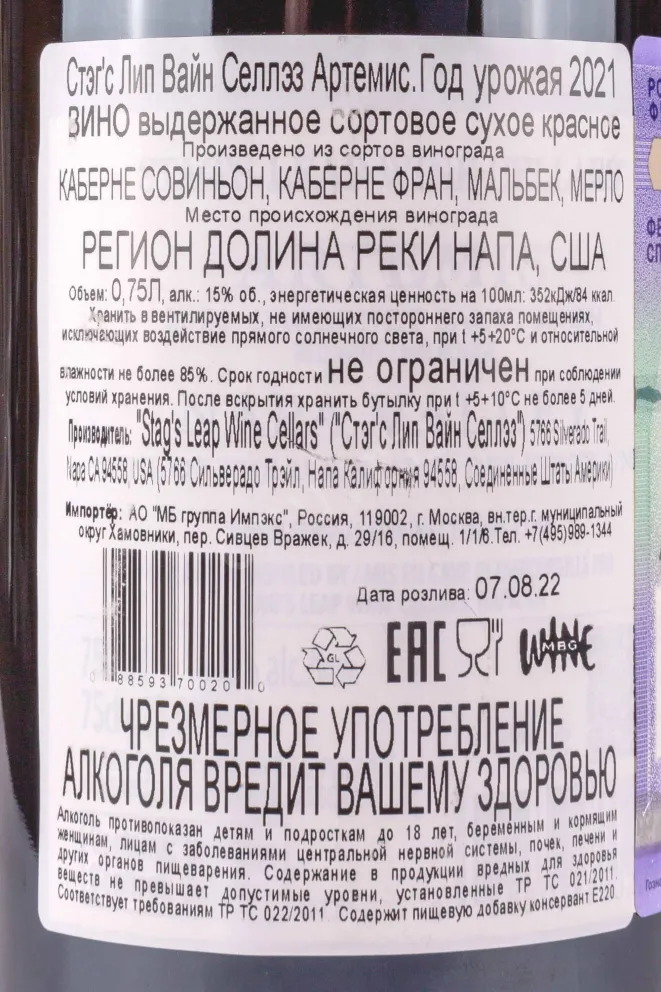 Стэг'с Лип Вайн Селлэз Артемис. Год урожая 2021
ВИНО выдержанное сортовое сухое красное
Произведено из сортов винограда
КАБЕРНЕ СОВИНЬОН, КАБЕРНЕ ФРАН, МАЛЬБЕК, МЕРЛО
Место происхождения винограда
РЕГИОН ДОЛИНА РЕКИ НАПА, США
Объем: 0,75Л, алк.: 15% об., энергетическая ценность на 100мл: 352кДж/84 ккал.
Хранить в вентилируемых, не имеющих постороннего запаха помещениях,
исключающих воздействие прямого солнечного света, при t +5+20°C и относительной
влажности не более 85%. Срок годности не ограничен при соблюдении
условий хранения. После вскрытия хранить бутылку при t +5+10°C не более 5 дней.
Производитель: "Stag's Leap Wine Cellars" ("Стэг'с Лип Вайн Селлэз") 5766 Silverado Trail,
Napa CA 94558, USA (5766 Сильверадо Трэйл, Напа Калифорния 94558, Соединенные Штаты Америки)
Импортёр: АО "МБ группа Импэкс", Россия, 119002, г. Москва, вн.тер.г. муниципальный
округ Хамовники, пер. Сивцев Вражек, д. 29/16, помещ. 1/1/6.Тел. +7(495)989-1344
Дата розлива: 07.08.22
GL
EAC
WINE
MBG
0 88593 70020 0
ЧРЕЗМЕРНОЕ УПОТРЕБЛЕНИЕ
АЛКОГОЛЯ ВРЕДИТ ВАШЕМУ ЗДОРОВЬЮ
Алкоголь противопоказан детям и подросткам до 18 лет, беременным и кормящим
женщинам, лицам с заболеваниями центральной нервной системы, почек, печени и
других органов пищеварения. Содержание в продукции вредных для здоровья
веществ не превышает допустимые уровни, установленные ТР ТС 021/2011.
Соответствует требованиям ТР ТС 022/2011. Содержит пищевую добавку консервант Е220.